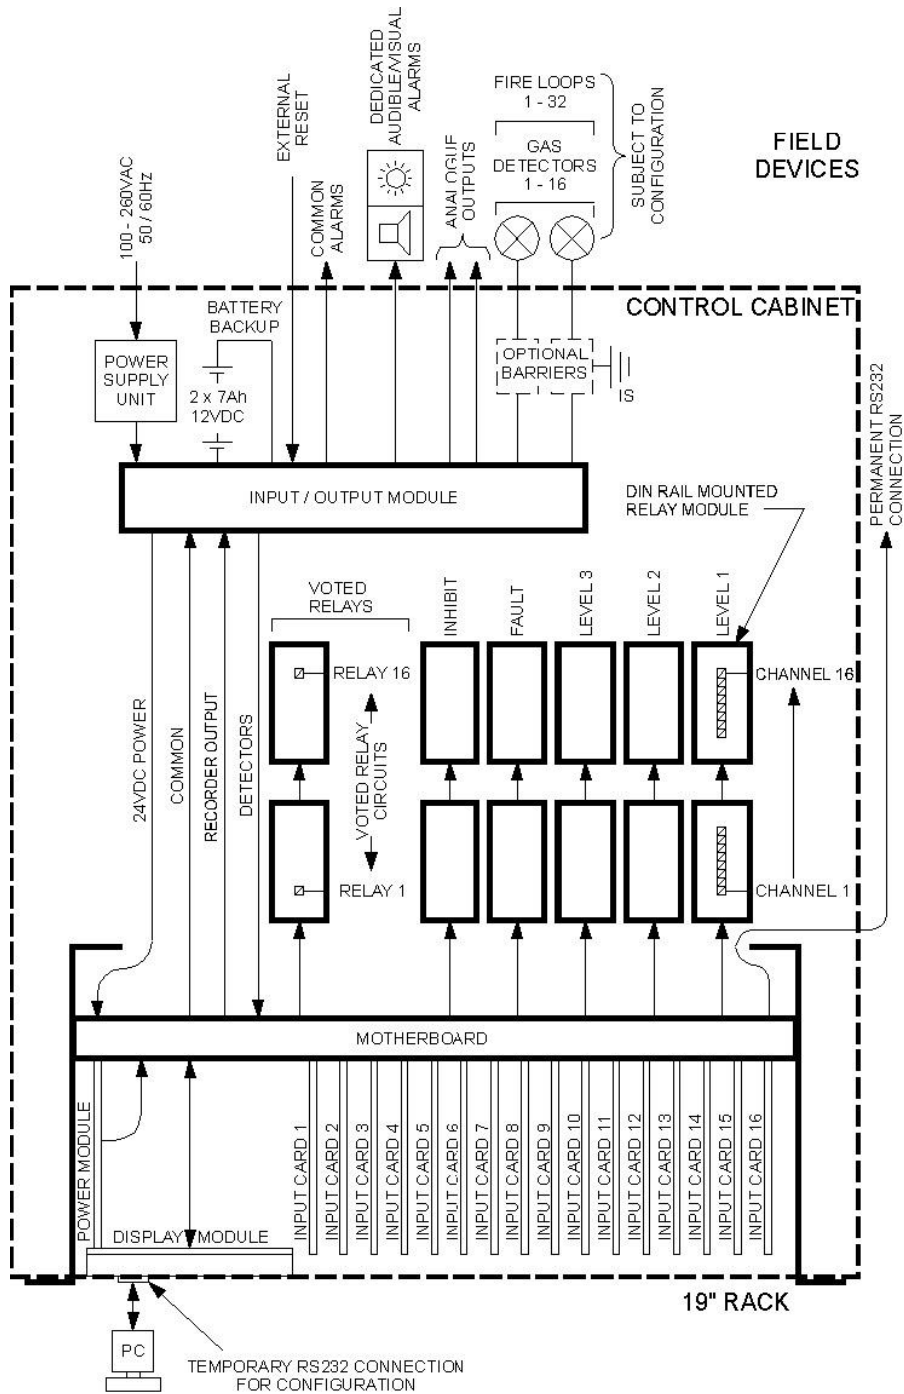 100 - 260VAC
50 / 60Hz
EXTERNAL
RESET
COMMON
ALARMS
DEDICATED
AUDIBLE/VISUAL
ALARMS
ANALOGUE
OUTPUTS
FIRE LOOPS
1 - 32
GAS
DETECTORS
1 - 16
SUBJECT TO
CONFIGURATION
FIELD
DEVICES
CONTROL CABINET
BATTERY
BACKUP
POWER
SUPPLY
UNIT
2 x 7Ah
12VDC
OPTIONAL
BARRIERS
IS
PERMANENT RS232
CONNECTION
INPUT / OUTPUT MODULE
DIN RAIL MOUNTED
RELAY MODULE
VOTED
RELAYS
INHIBIT
FAULT
LEVEL 3
LEVEL 2
LEVEL 1
RELAY 16
CHANNEL 16
24VDC POWER
COMMON
RECORDER OUTPUT
DETECTORS
VOTED RELAY
CIRCUITS
RELAY 1
CHANNEL 1
MOTHERBOARD
POWER MODULE
DISPLAY MODULE
INPUT CARD 1
INPUT CARD 2
INPUT CARD 3
INPUT CARD 4
INPUT CARD 5
INPUT CARD 6
INPUT CARD 7
INPUT CARD 8
INPUT CARD 9
INPUT CARD 10
INPUT CARD 11
INPUT CARD 12
INPUT CARD 13
INPUT CARD 14
INPUT CARD 15
INPUT CARD 16
19" RACK
PC
TEMPORARY RS232 CONNECTION
FOR CONFIGURATION